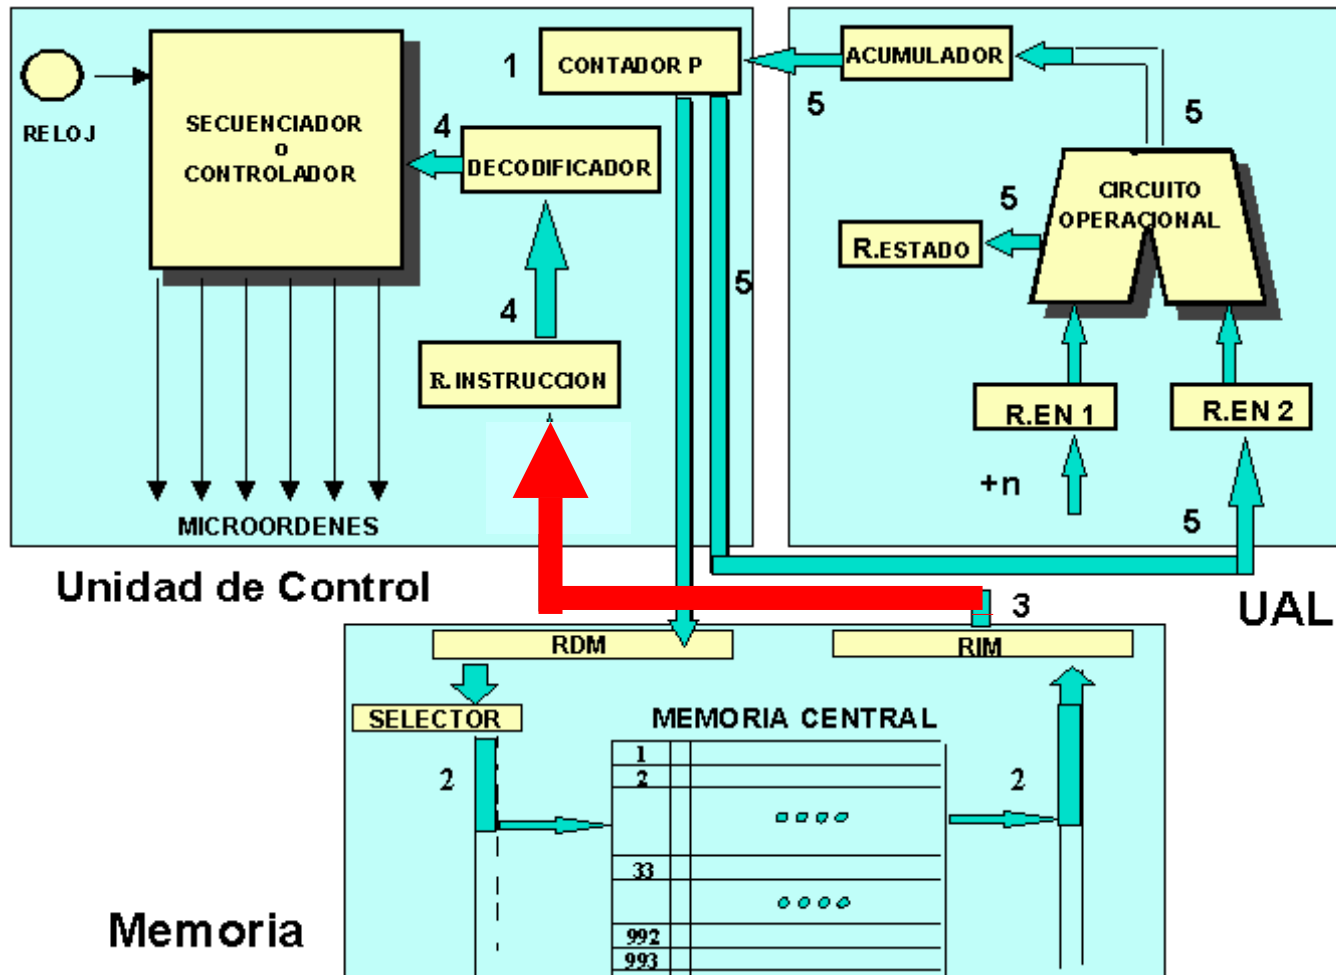 1
CONTADOR P
ACUMULADOR
5
5
RELOJ
SECUENCIADOR
o
CONTROLADOR
4
DECODIFICADOR
CIRCUITO
OPERACIONAL
5
R.ESTADO
5
4
R.INSTRUCCION
R.EN 1
R.EN 2
+n
5
MICROORDENES
Unidad de Control
3
UAL
RDM
RIM
SELECTOR
MEMORIA CENTRAL
2
1
2
2
33
992
993
Memoria